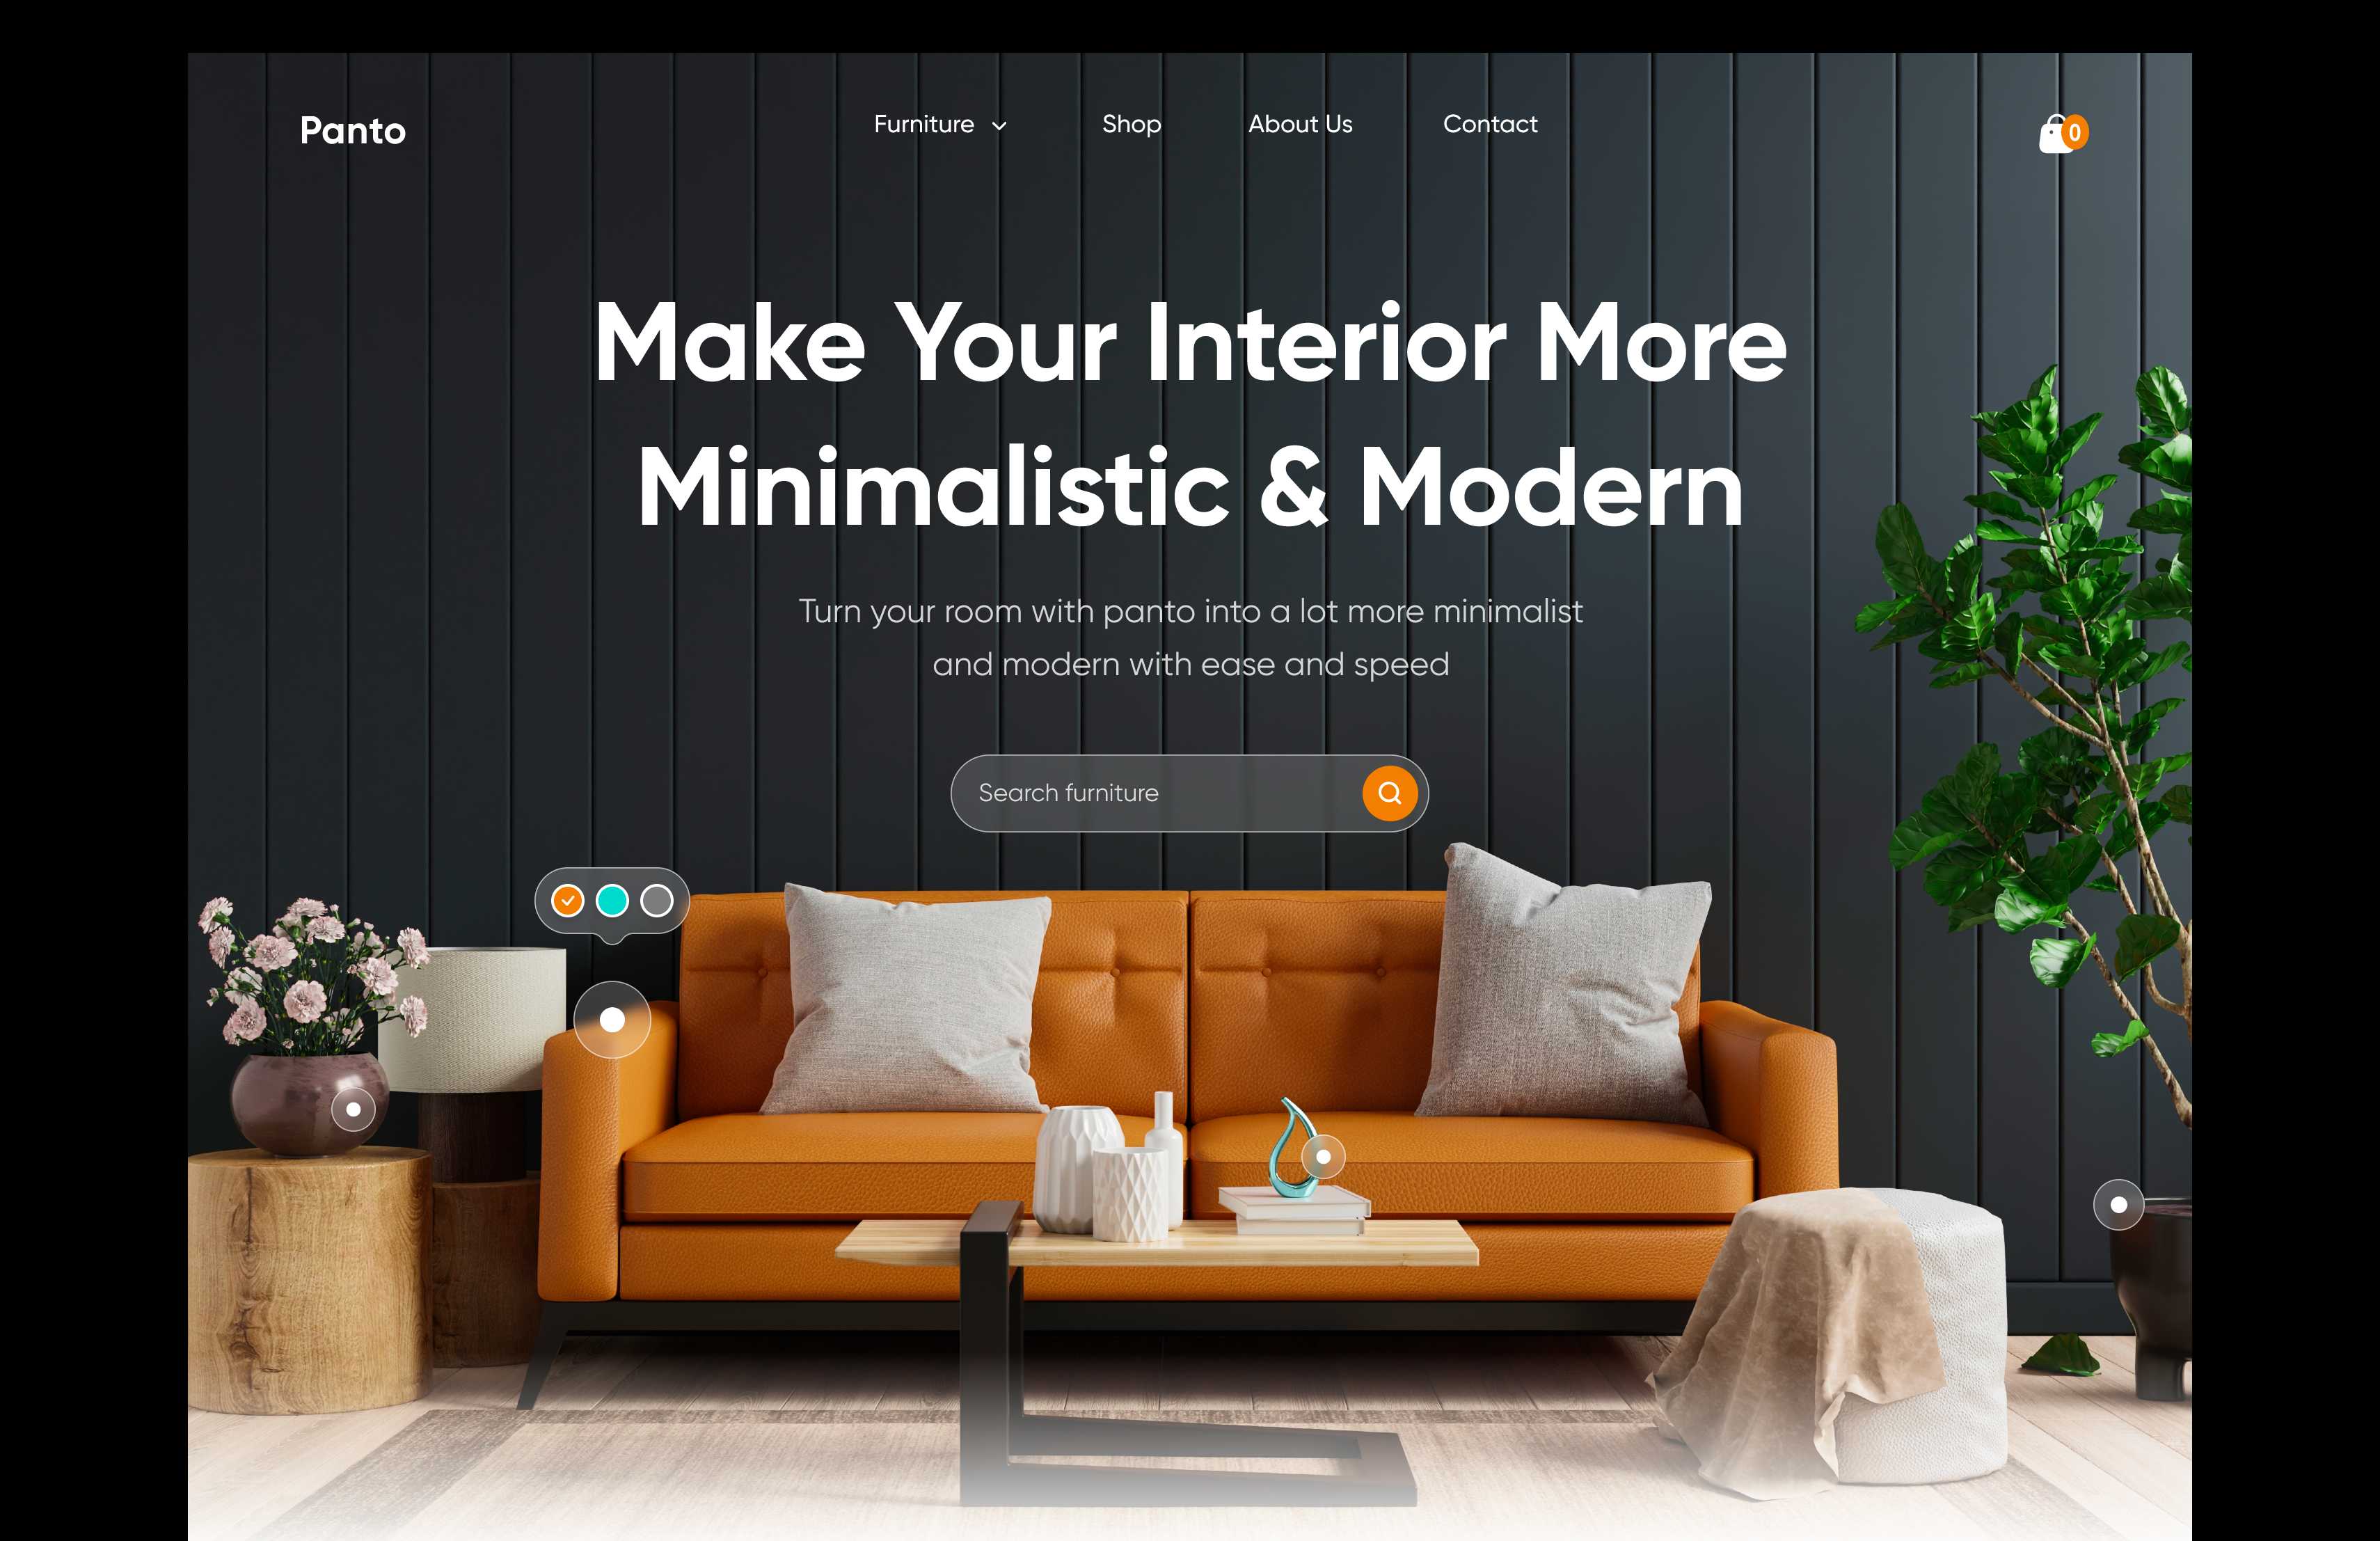 Panto
Furniture
Shop
About Us
Contact
0
Make Your Interior More
Minimalistic & Modern
Turn your room with panto into a lot more minimalist
and modern with ease and speed
Search furniture